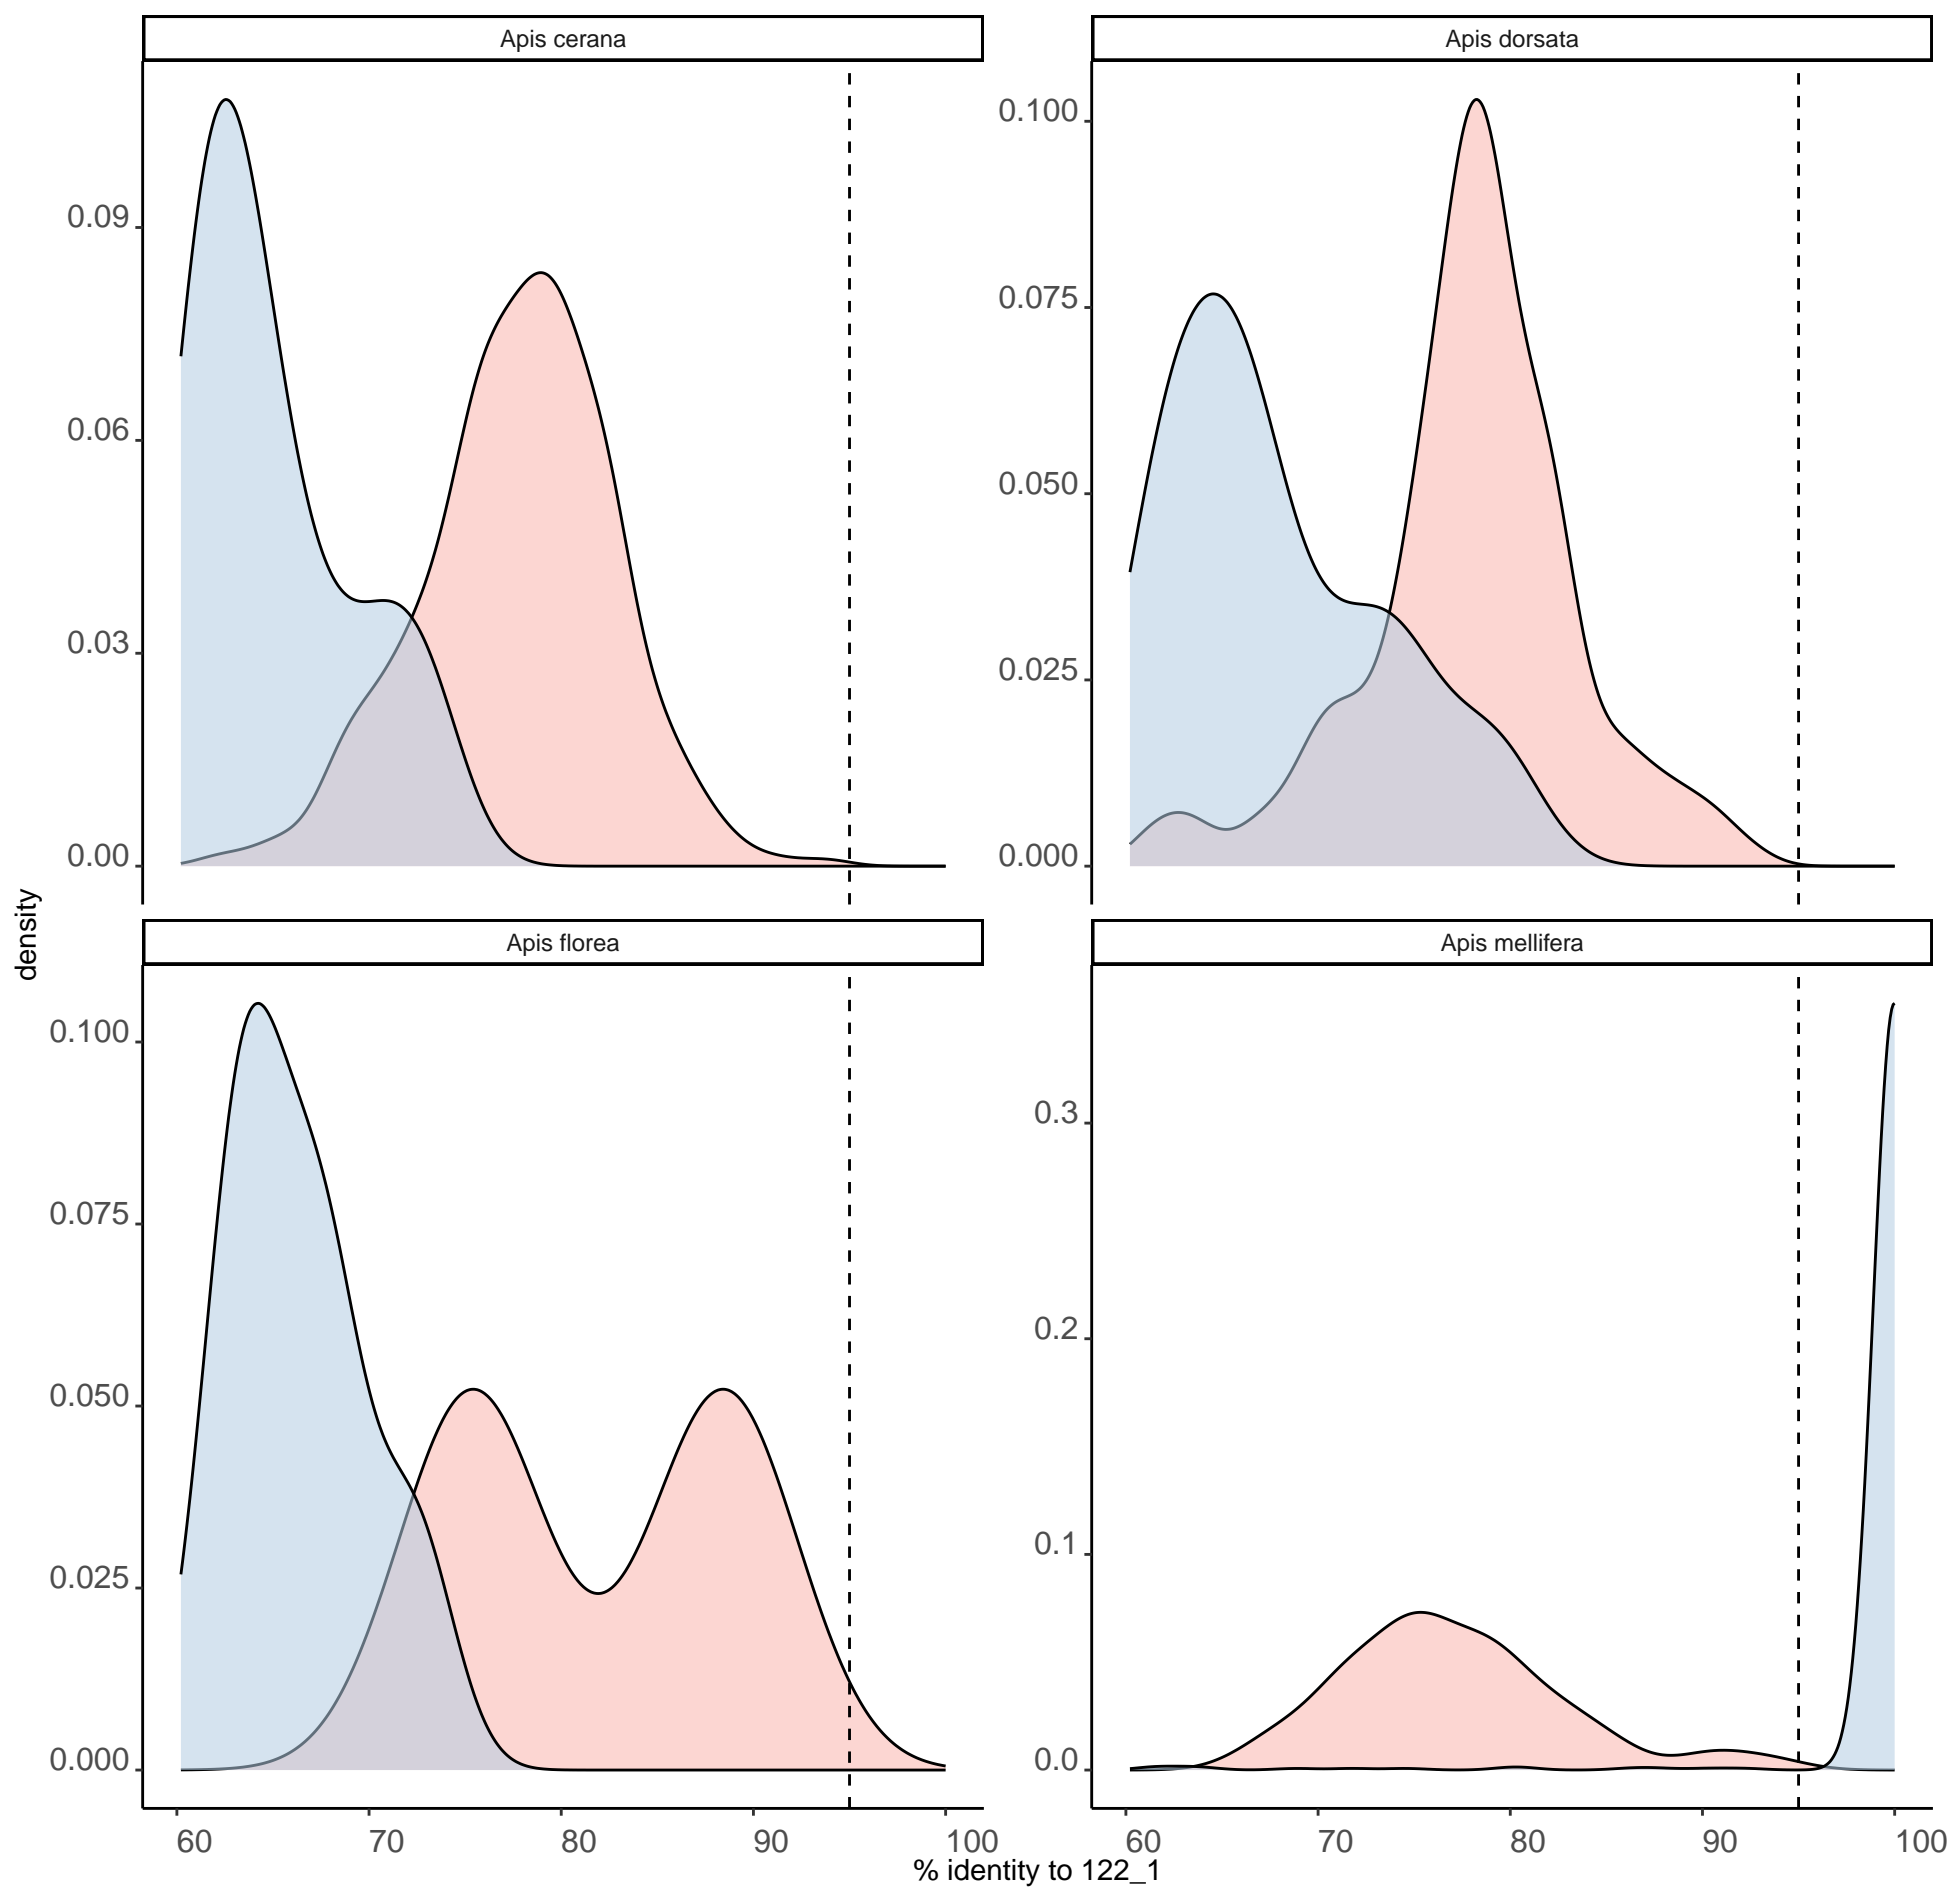 Apis cerana
Apis dorsata
0.09
0.06
0.03
0.00
0.100
0.075
0.050
0.025
0.000
density
Apis florea
Apis mellifera
0.100
0.075
0.050
0.025
0.000
0.3
0.2
0.1
0.0
60 70 80 90 100
60 70 80 90 100
% identity to 122_1